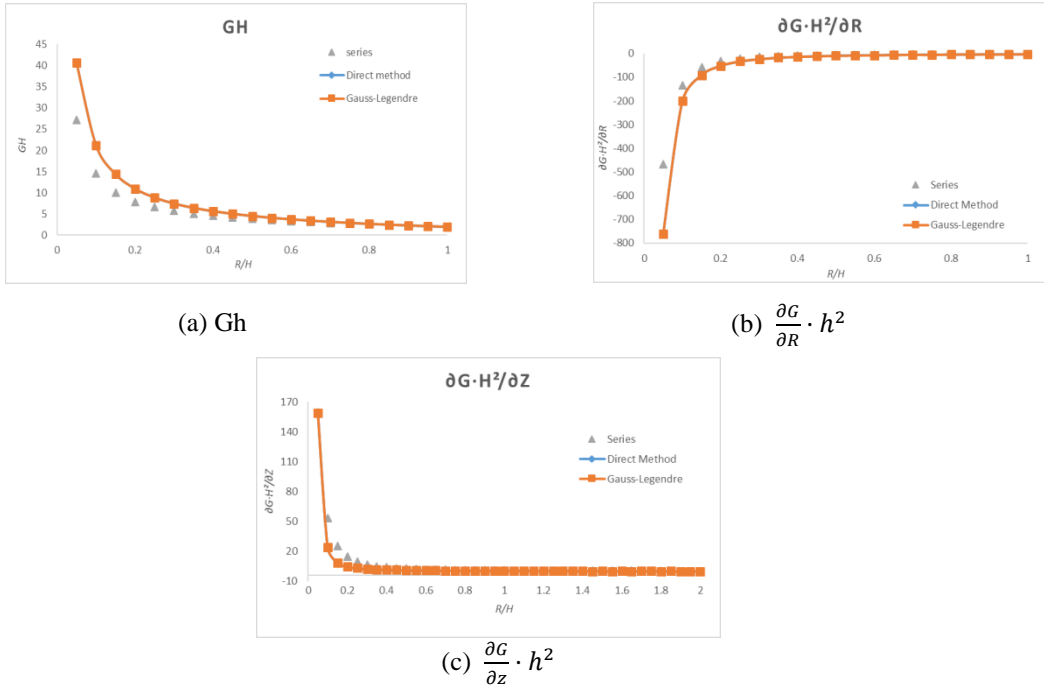 GH
45
40
35
30
25
20
15
10
5
0
GH
series
Direct method
Gauss-Legendre
0
0.2
0.4
0.6
0.8
1
R/H
(a) Gh
∂G·H²/∂R
0
-100
-200
-300
-400
-500
-600
-700
-800
∂G·H²/∂R
Series
Direct Method
Gauss-Legendre
0
0.2
0.4
0.6
0.8
1
R/H
(b) ∂G/∂R · h²
∂G·H²/∂Z
170
140
110
80
50
20
-10
∂G·H²/∂Z
Series
Direct Method
Gauss-Legendre
0
0.2
0.4
0.6
0.8
1
1.2
1.4
1.6
1.8
2
R/H
(c) ∂G/∂z · h²